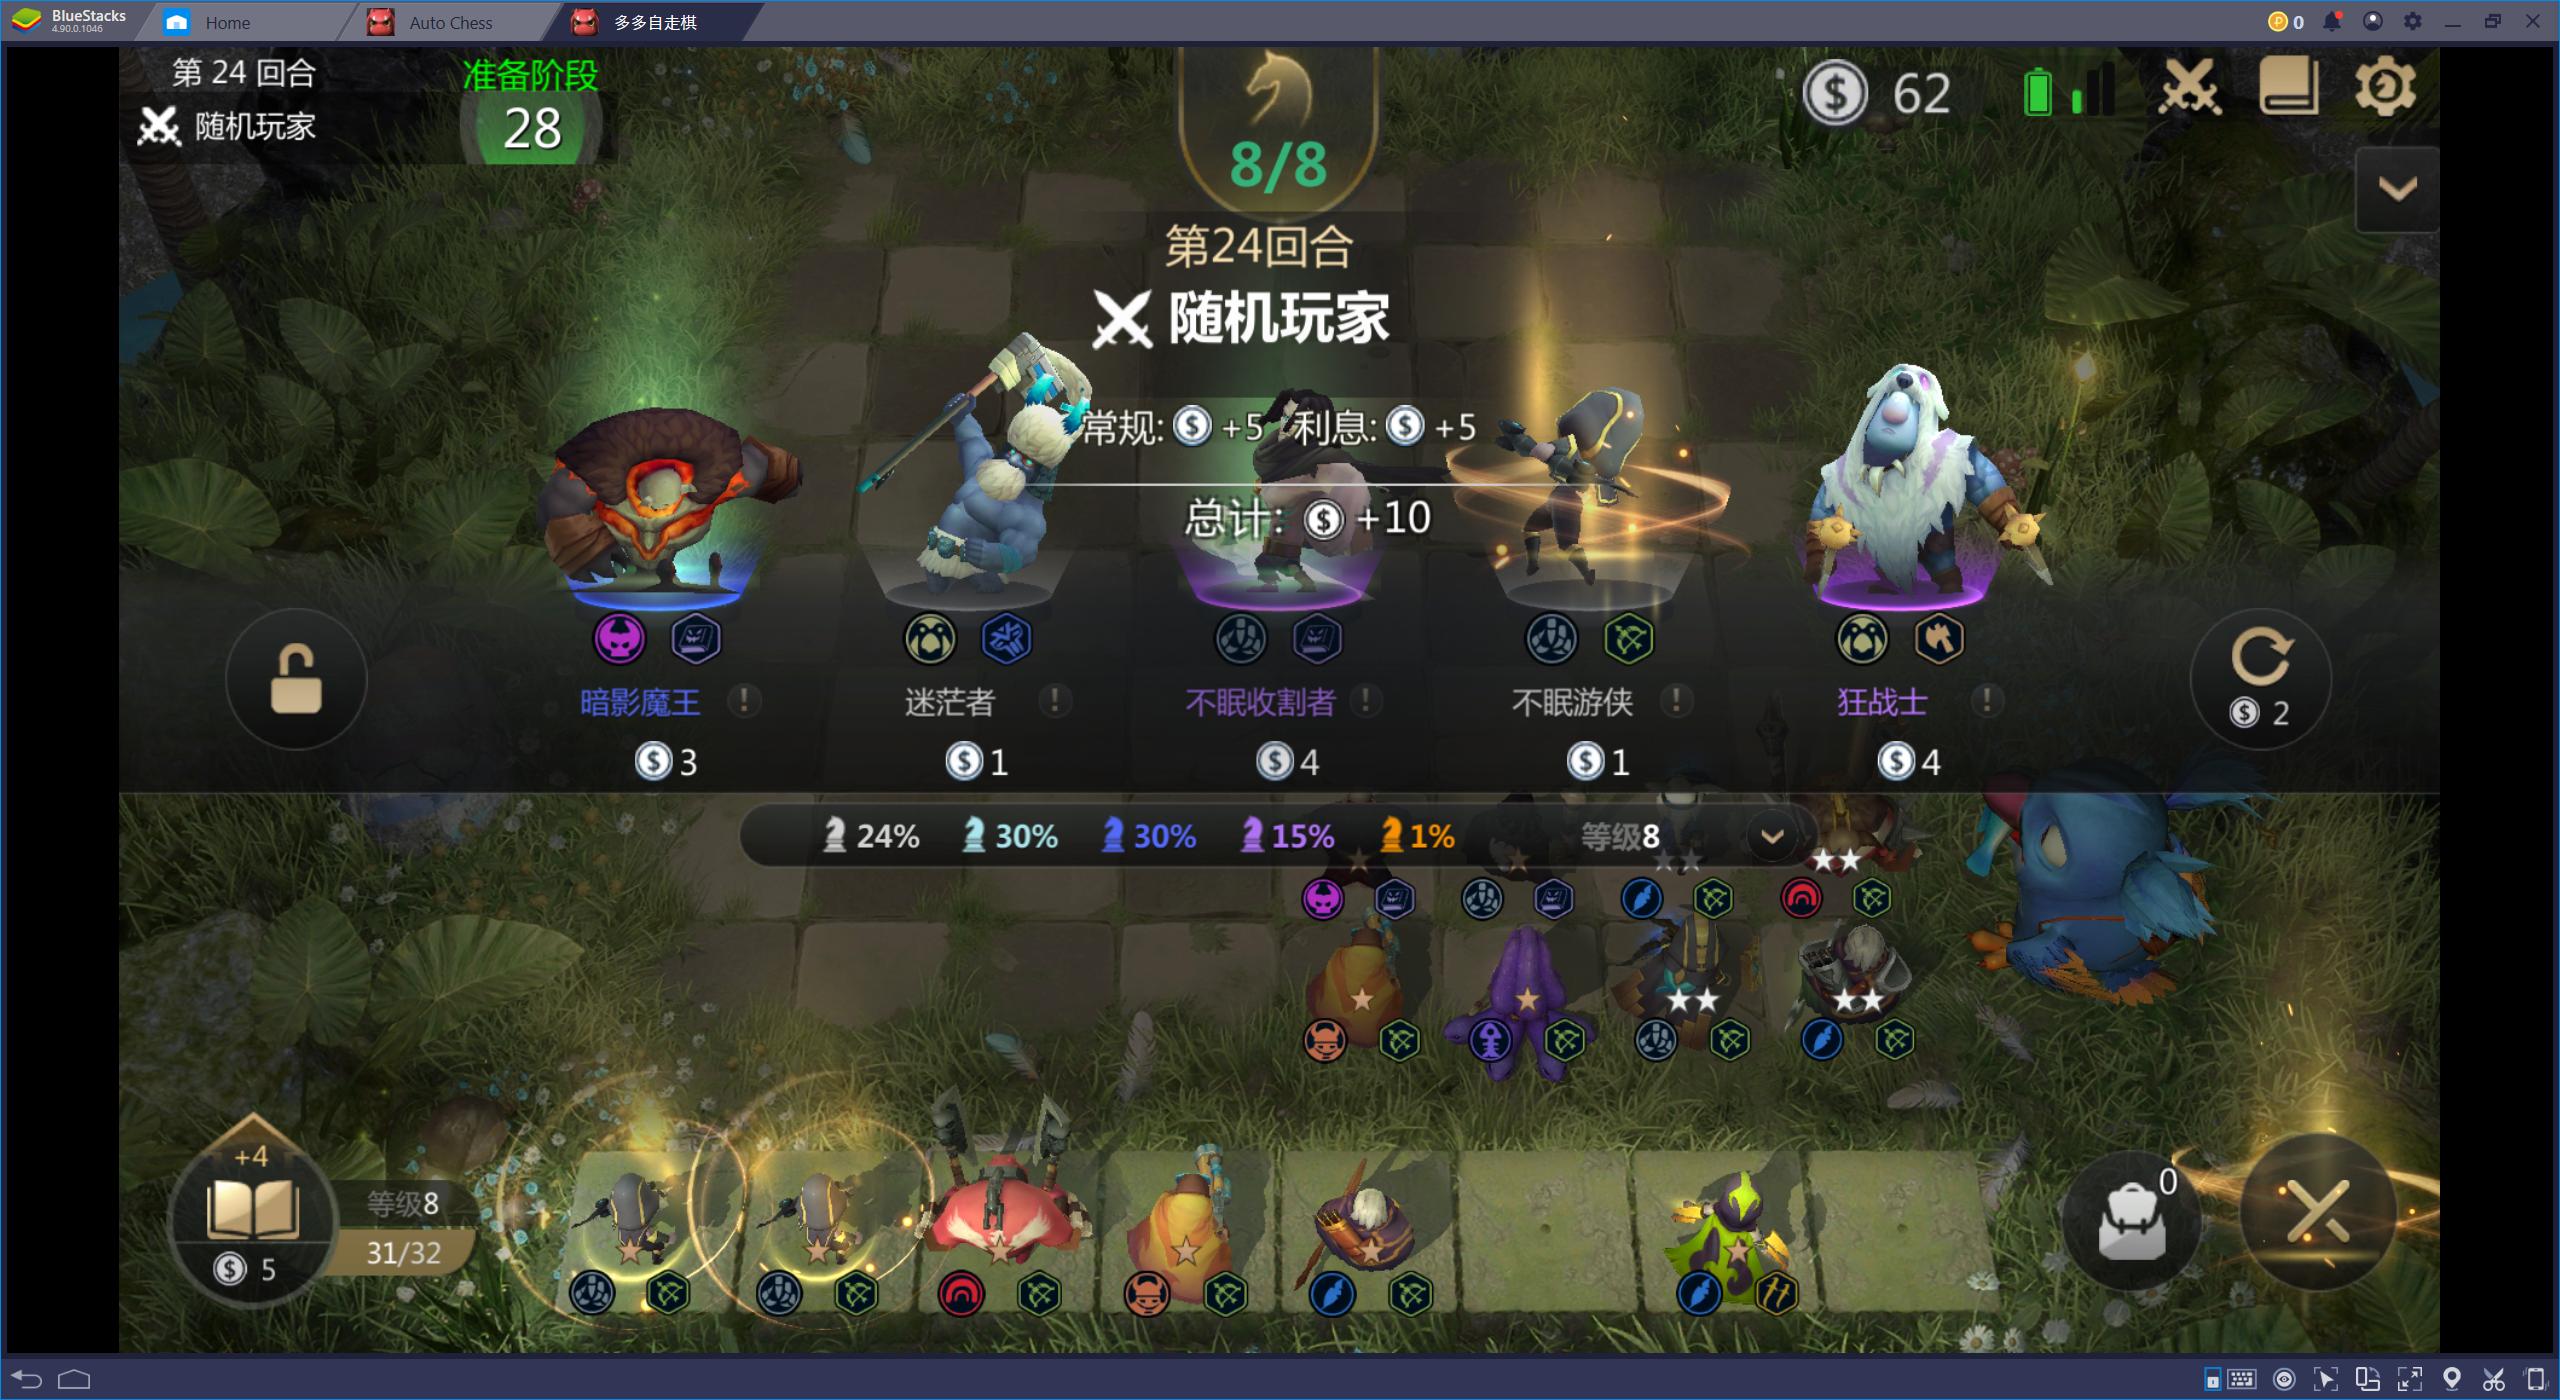 BlueStacks
4.90.0.1046
Home
Auto Chess
多多自走棋
0
第 24 回合
准备阶段
随机玩家
28
8/8
62
第24回合
随机玩家
常规: $ +5 利息: $ +5
总计: $ +10
暗影魔王 !
迷茫者 !
不眠收割者 !
不眠游侠 !
狂战士 !
$ 3
$ 1
$ 4
$ 1
$ 4
$ 2
24% 30% 30% 15% 1% 等级8
+4
等级8
31/32
$ 5
0